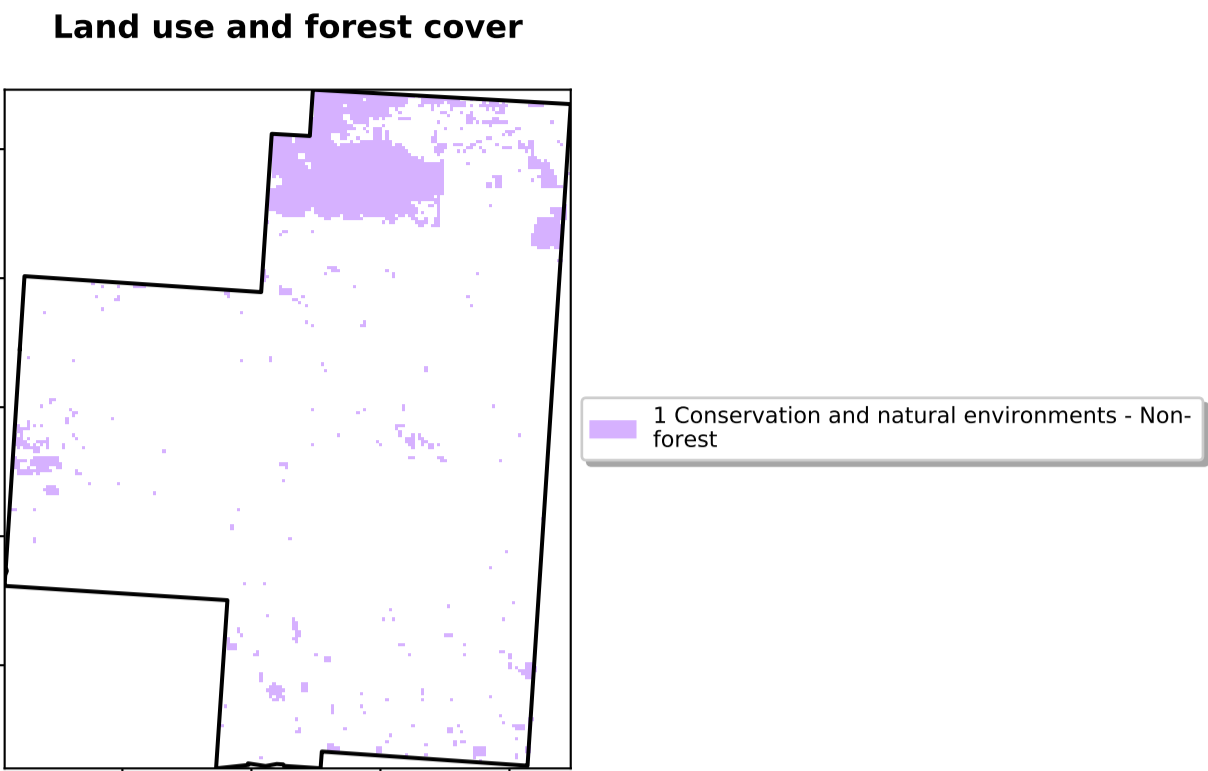 Land use and forest cover
1 Conservation and natural environments - Non-
forest